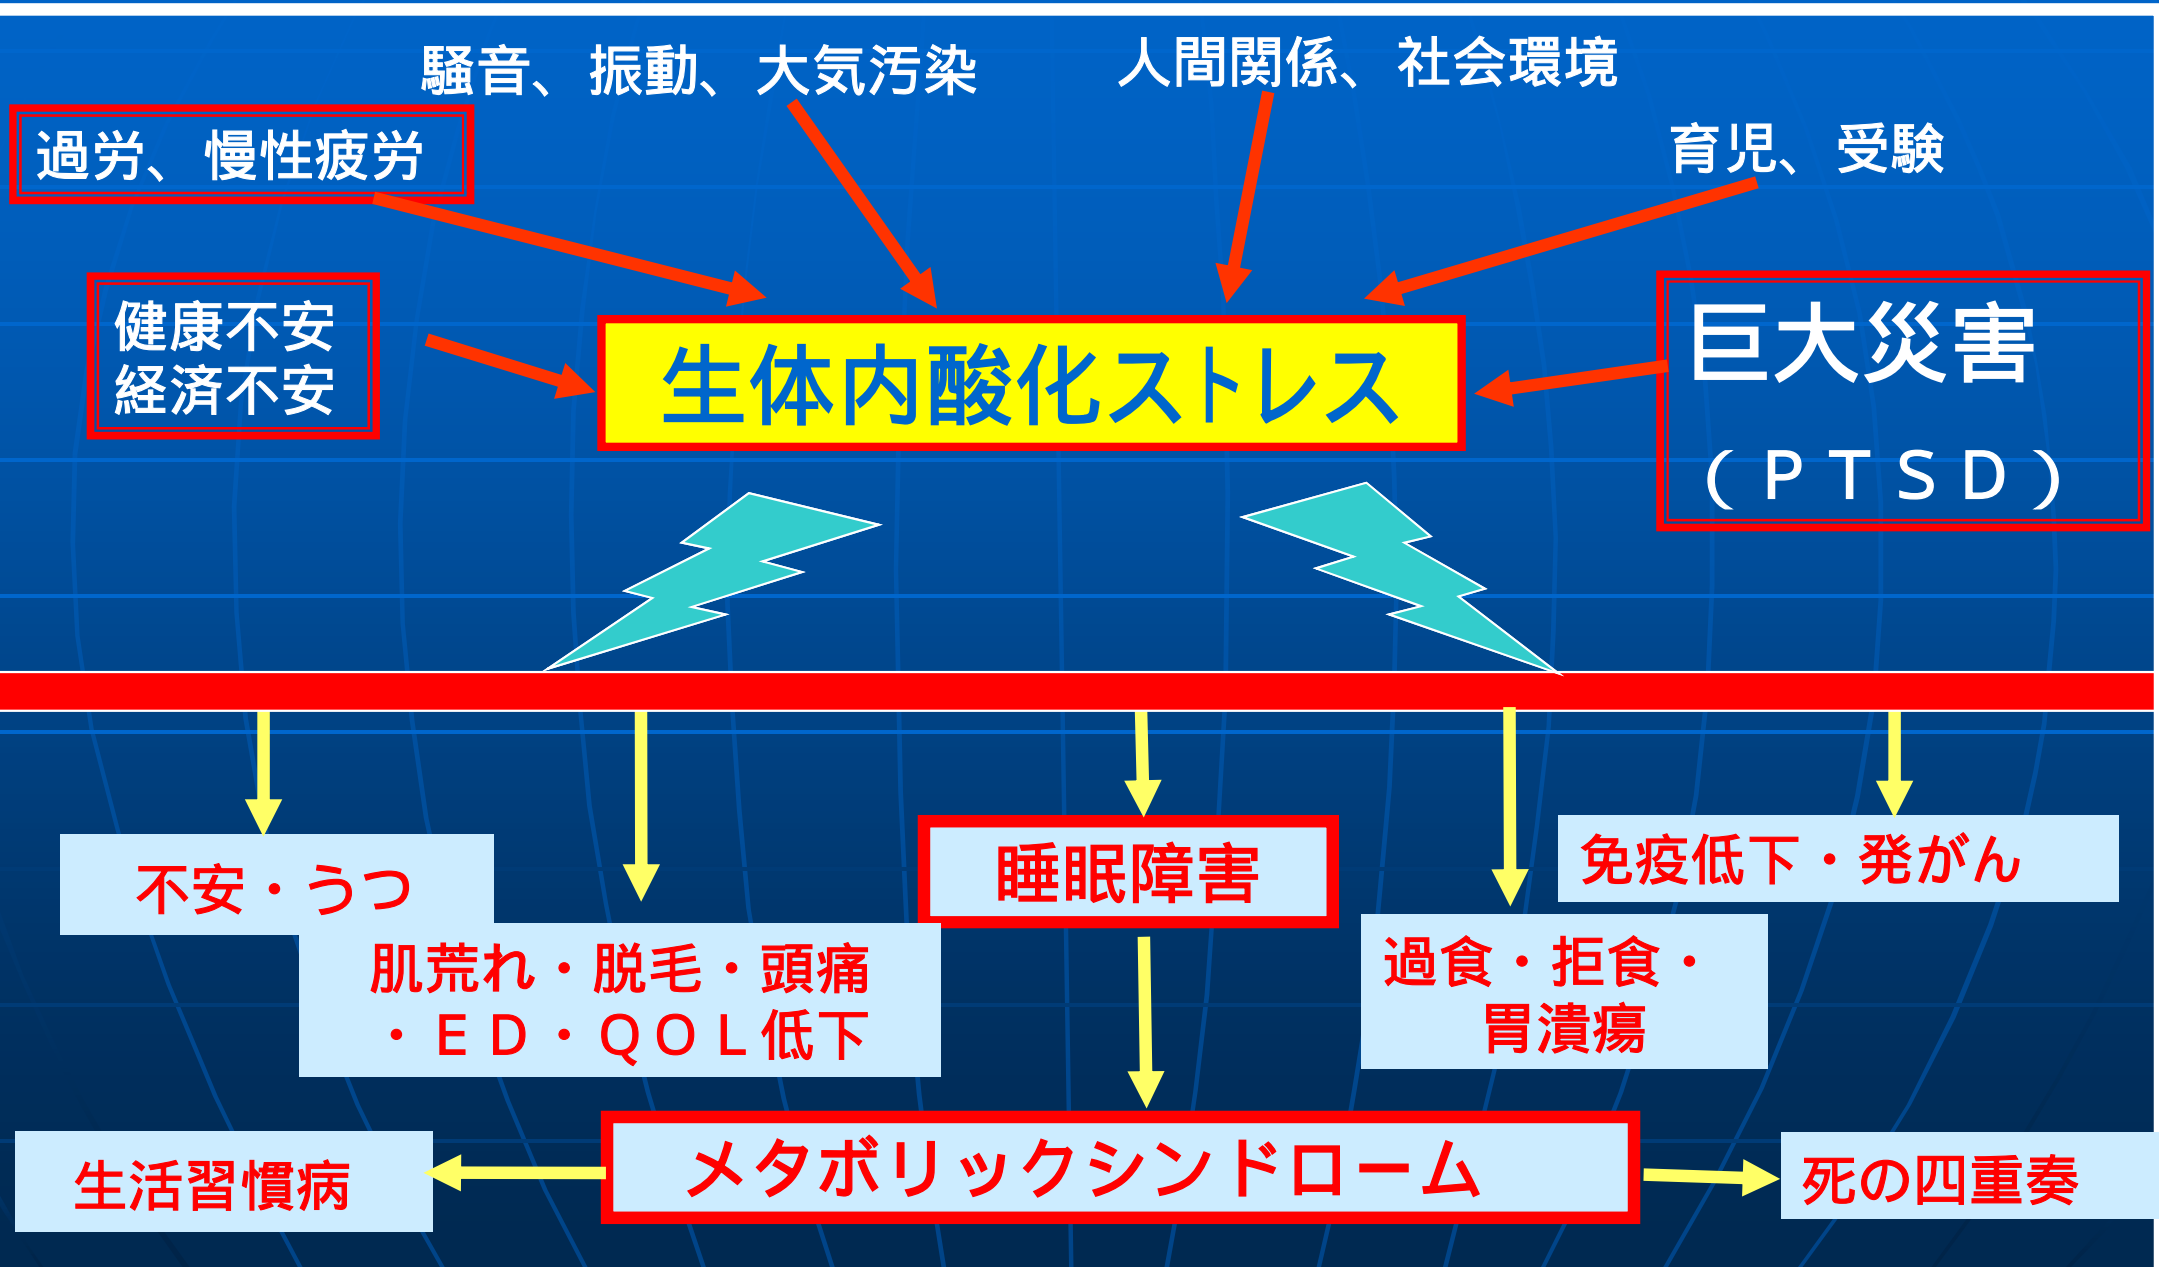 騒音、振動、大気汚染
人間関係、社会環境
過労、慢性疲労
育児、受験
健康不安
経済不安
生体内酸化ストレス
巨大災害
（ＰＴＳＤ）
不安・うつ
睡眠障害
免疫低下・発がん
肌荒れ・脱毛・頭痛
・ＥＤ・ＱＯＬ低下
過食・拒食・
胃潰瘍
メタボリックシンドローム
生活習慣病
死の四重奏